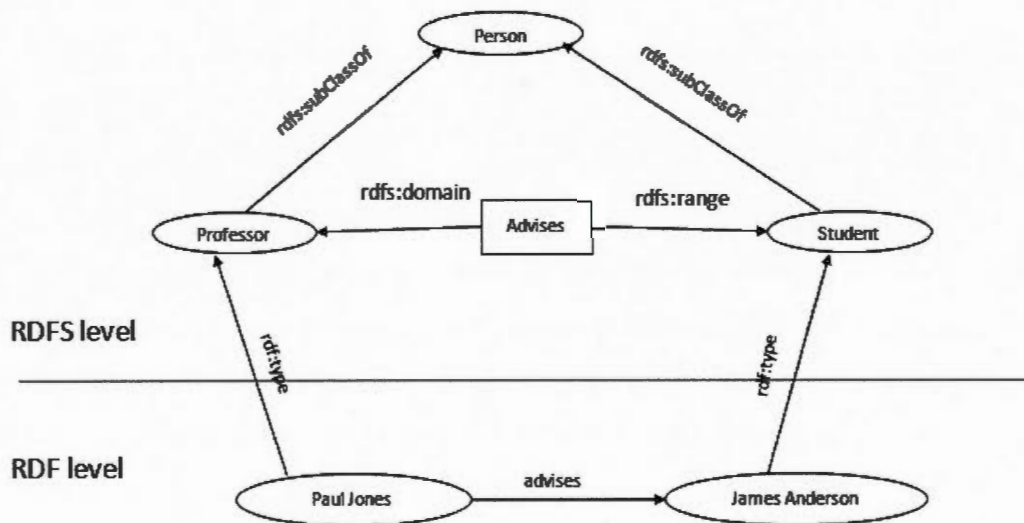 Person
rdfs:subClassOf
rdfs:subClassOf
rdfs:domain
rdfs:range
Professor
Advises
Student
RDFS level
rdf:type
rdf:type
RDF level
advises
Paul Jones
James Anderson